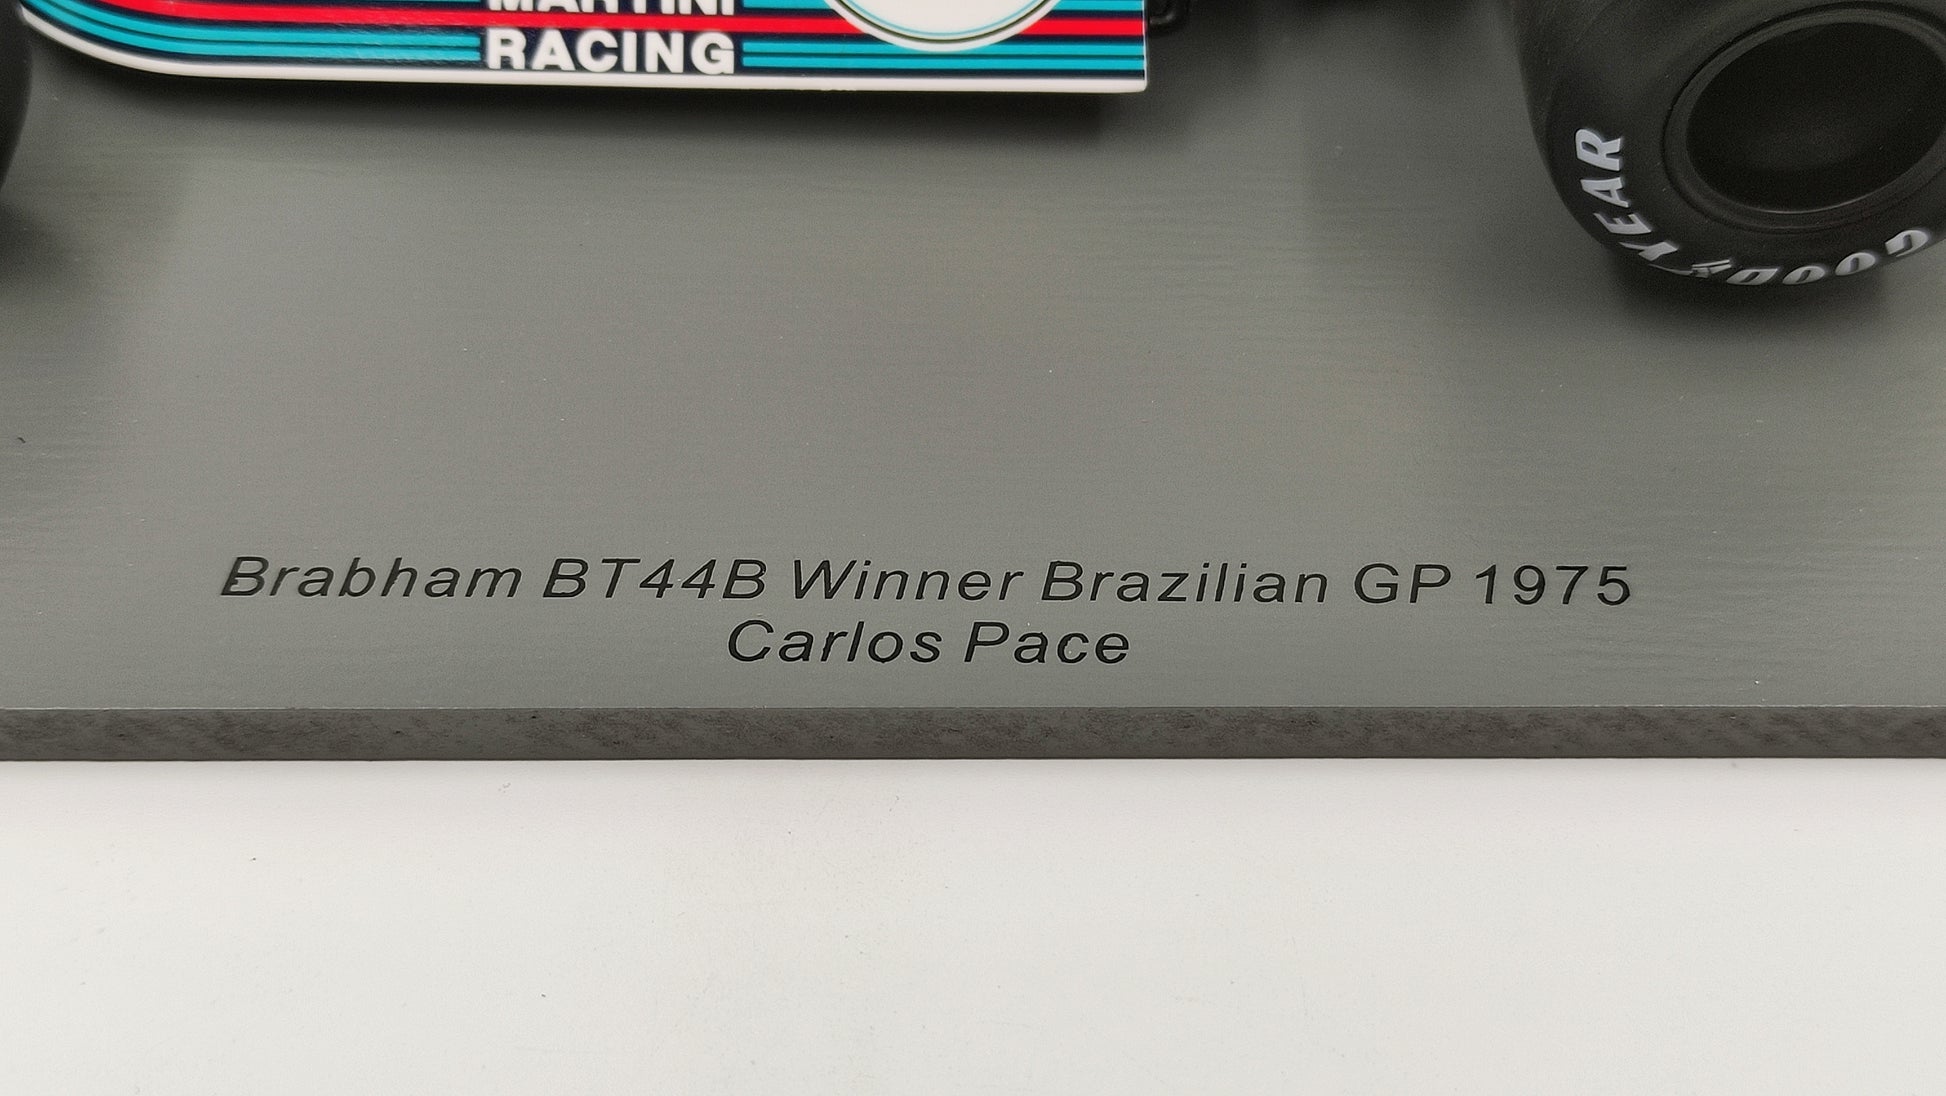 MARTINI
RACING
GOODYEAR
Brabham BT44B Winner Brazilian GP 1975
Carlos Pace